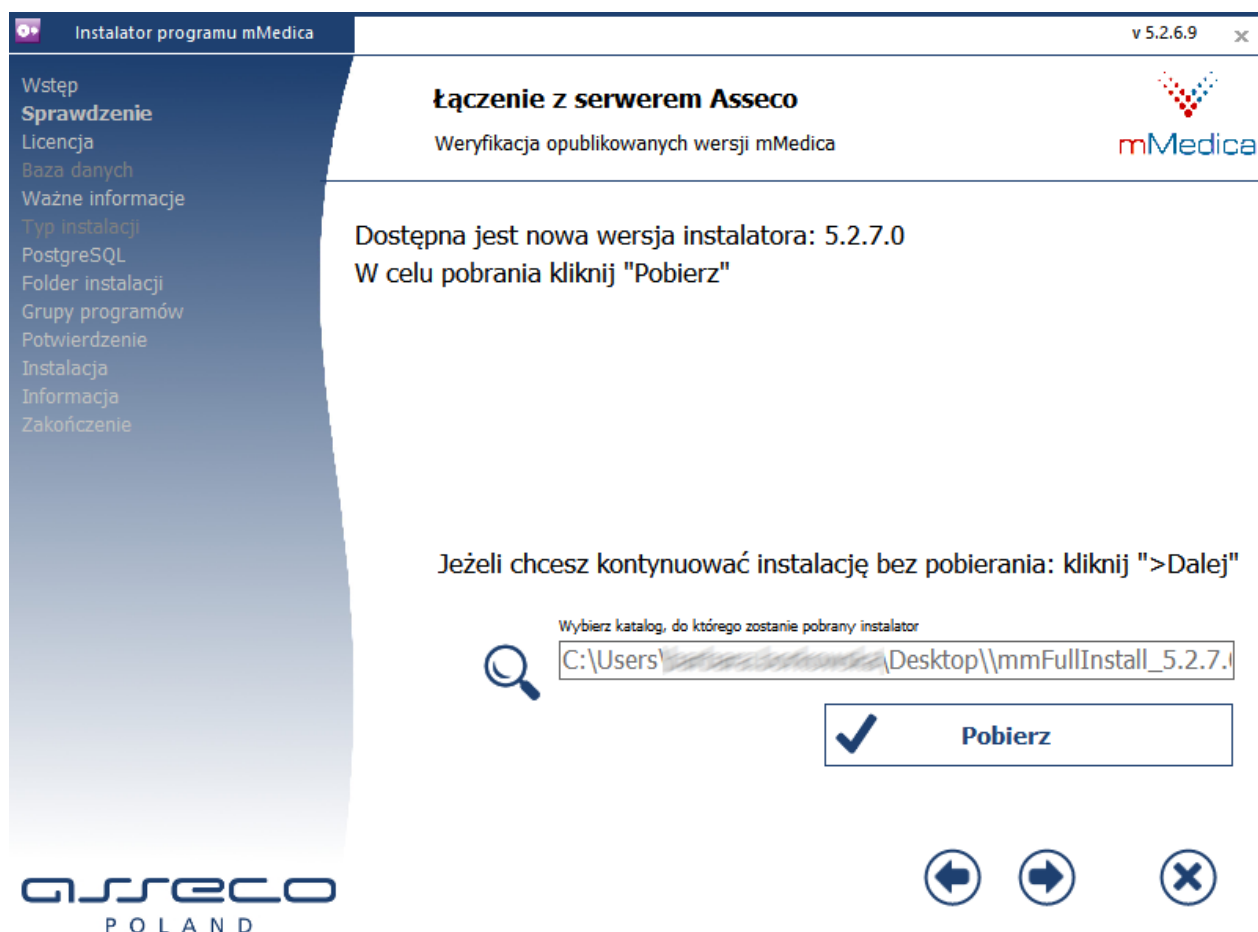 Instalator programu mMedica
v 5.2.6.9
Wstęp
Sprawdzenie
Licencja
Baza danych
Ważne informacje
Typ instalacji
PostgreSQL
Folder instalacji
Grupy programów
Potwierdzenie
Instalacja
Informacja
Zakończenie
Łączenie z serwerem Asseco
Weryfikacja opublikowanych wersji mMedica
mMedica
Dostępna jest nowa wersja instalatora: 5.2.7.0
W celu pobrania kliknij "Pobierz"
Jeżeli chcesz kontynuować instalację bez pobierania: kliknij ">Dalej"
Wybierz katalog, do którego zostanie pobrany instalator
C:\Users\ \Desktop\\mmFullInstall_5.2.7.
Pobierz
asseco
POLAND